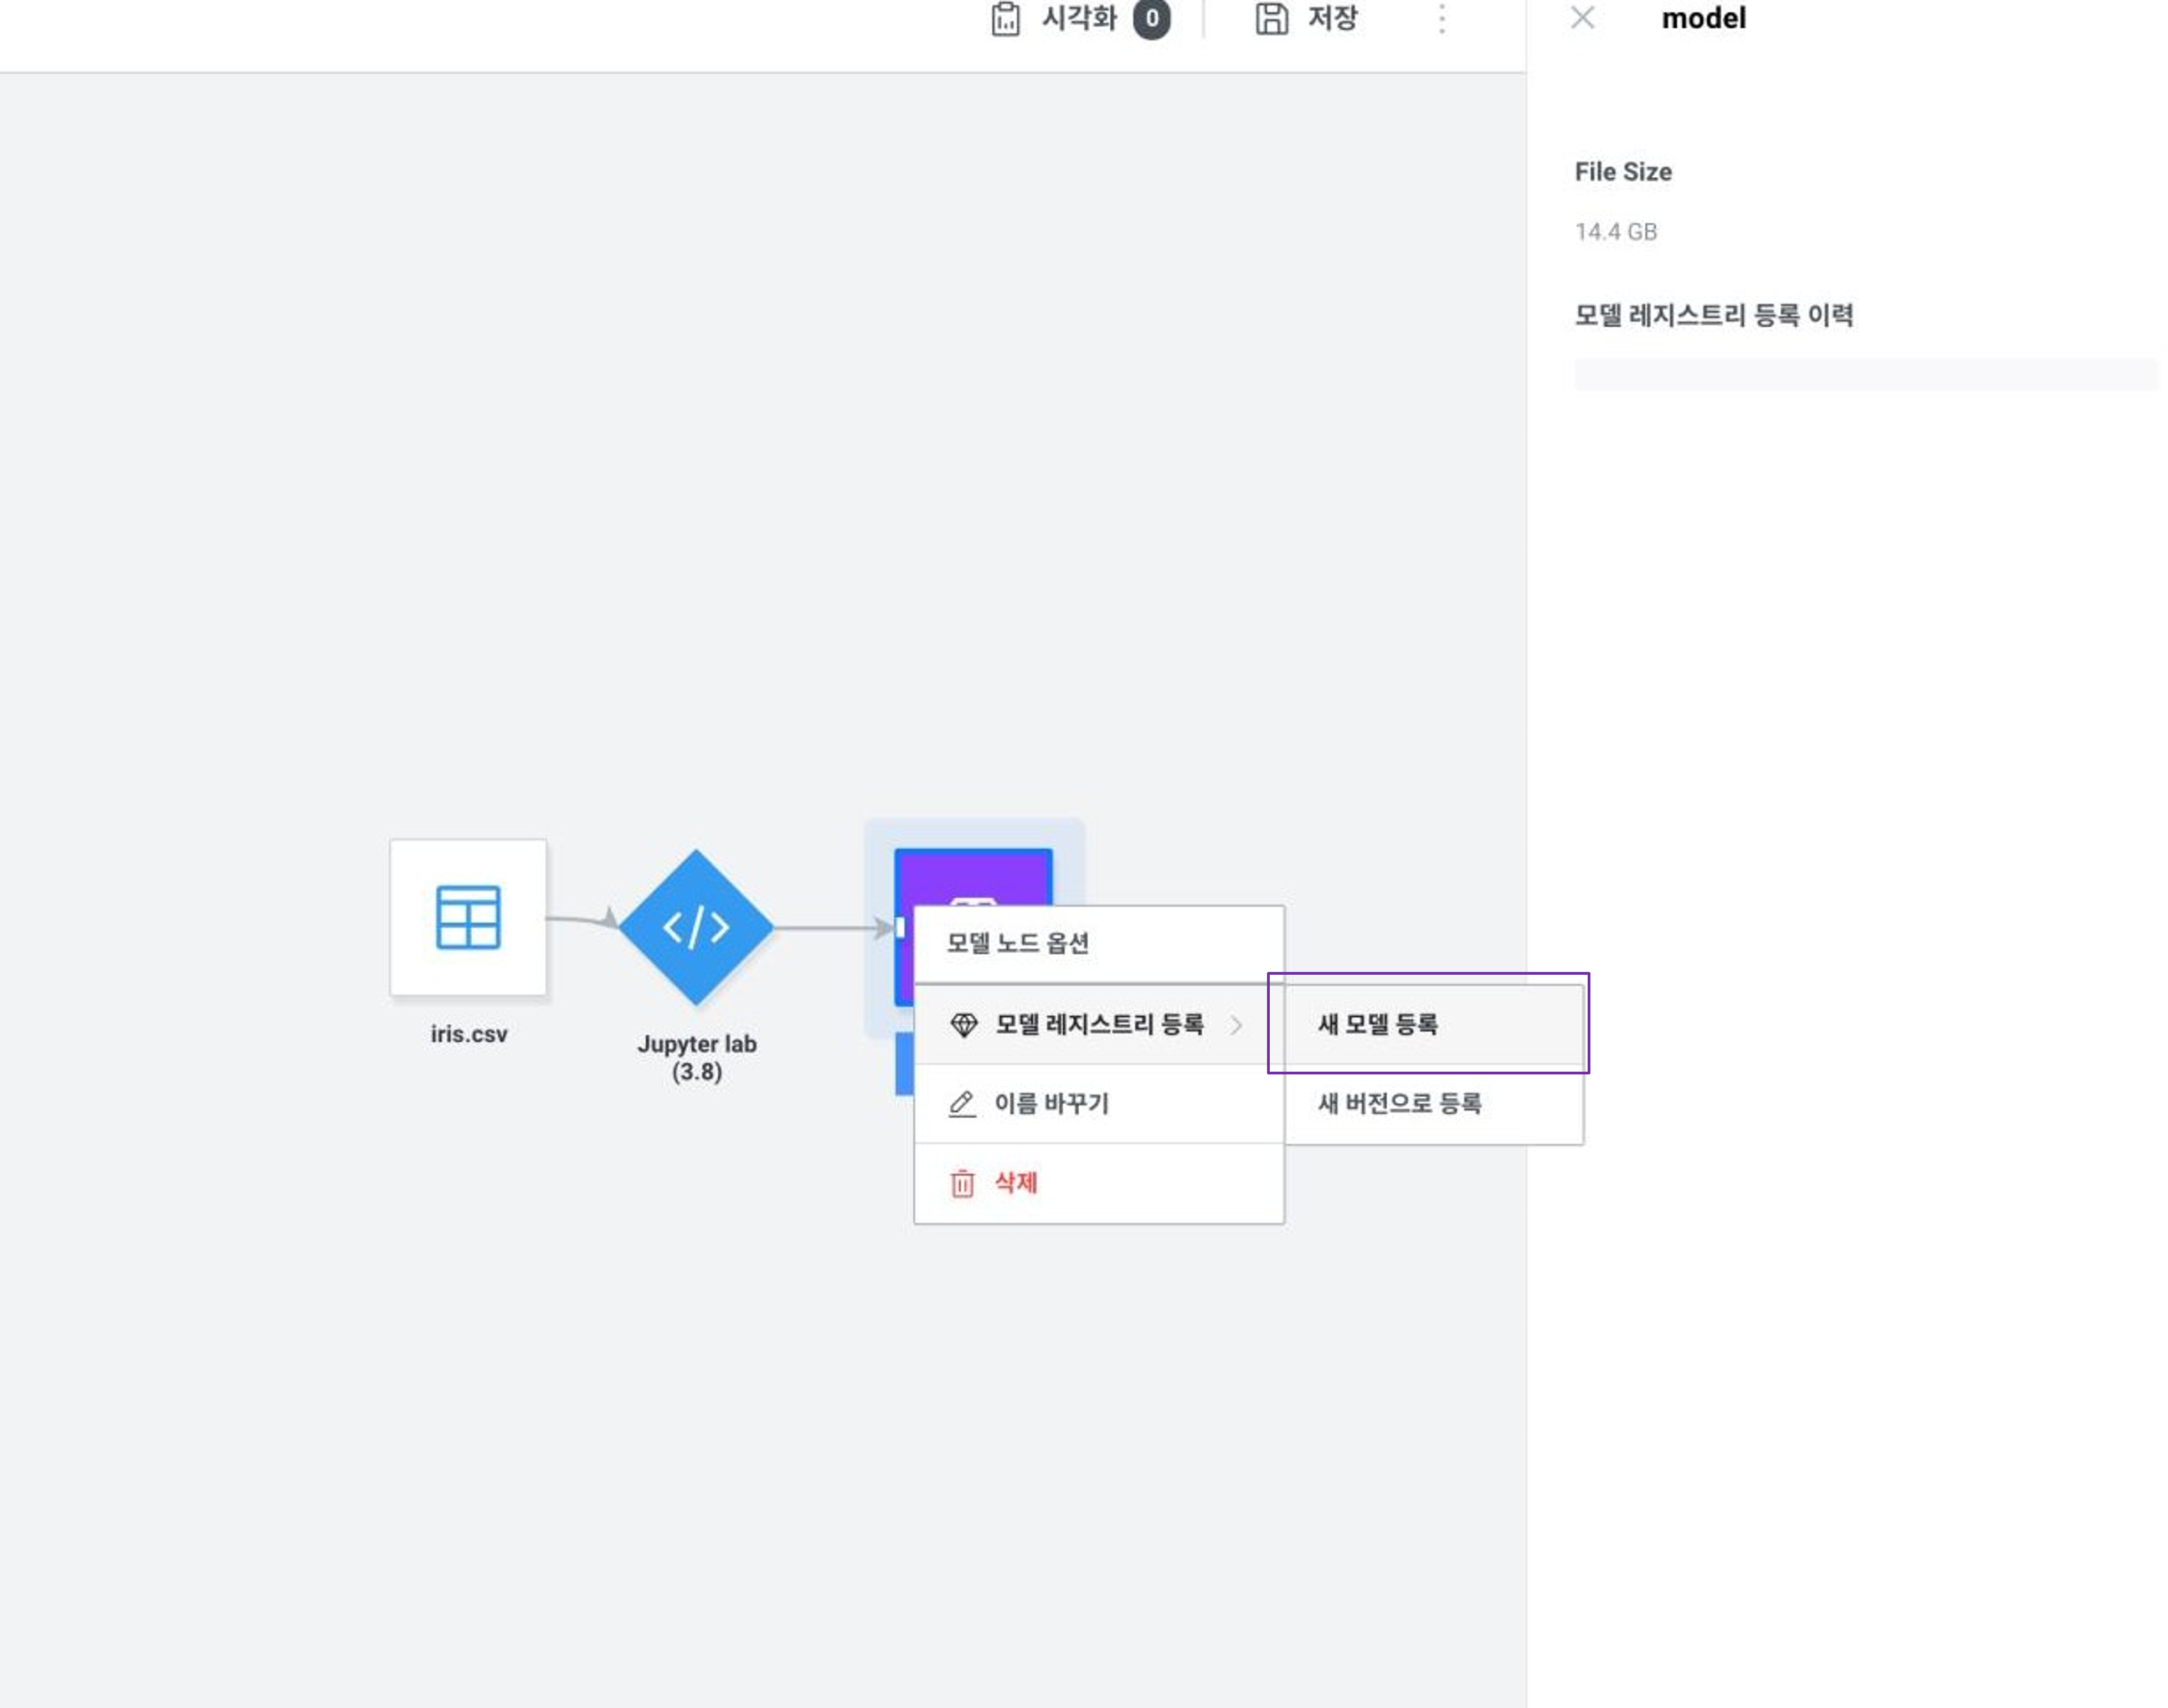 시각화 0
저장
model
File Size
14.4 GB
모델 레지스트리 등록 이력
iris.csv
Jupyter lab
(3.8)
모델 노드 옵션
모델 레지스트리 등록
새 모델 등록
이름 바꾸기
새 버전으로 등록
삭제